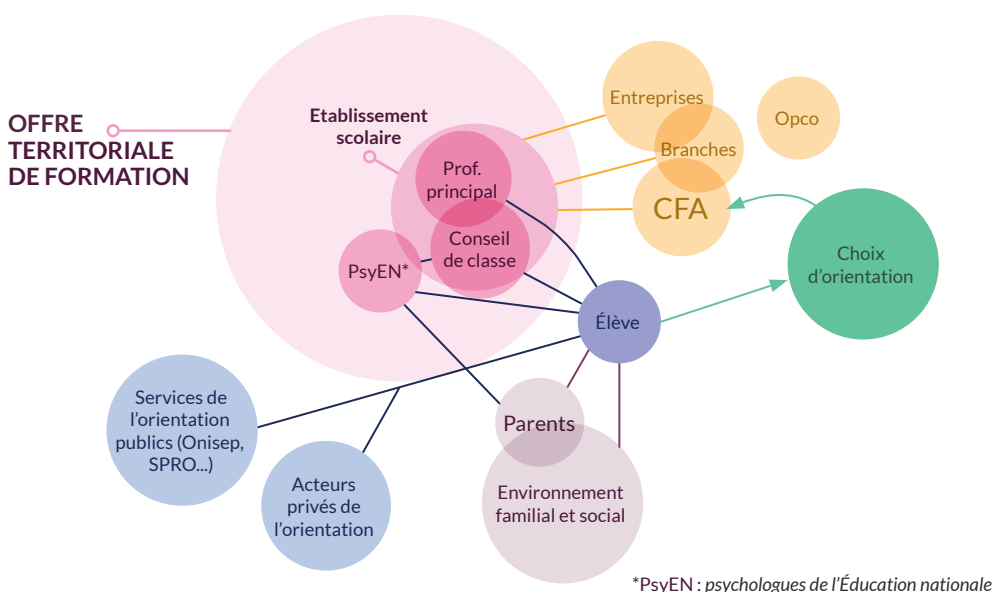 OFFRE
TERRITORIALE
DE FORMATION
Etablissement
scolaire
Prof.
principal
Conseil
de classe
PsyEN*
Entreprises
Branches
CFA
Opco
Choix
d'orientation
Élève
Services de
l'orientation
publics (Onisep,
SPRO...)
Acteurs
privés de
l'orientation
Parents
Environnement
familial et social
*PsyEN : psychologues de l'Éducation nationale